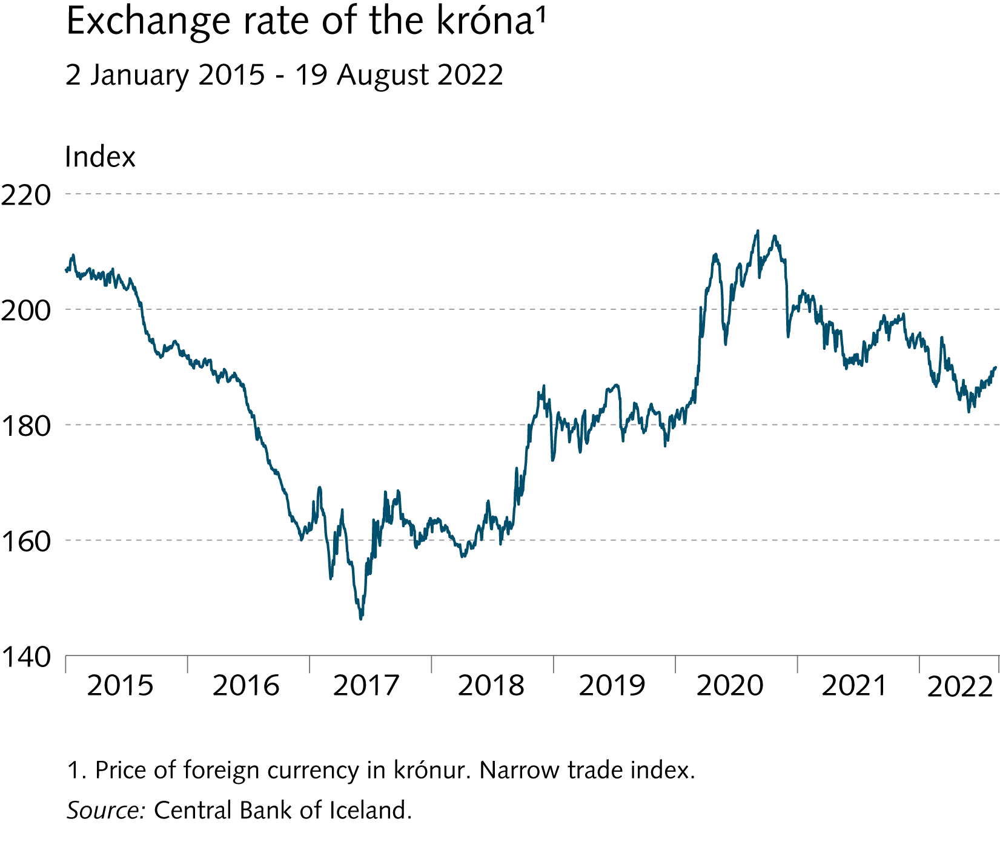 Exchange rate of the króna¹
2 January 2015 - 19 August 2022
Index
220
200
180
160
140
2015 2016 2017 2018 2019 2020 2021 2022
1. Price of foreign currency in krónur. Narrow trade index.
Source: Central Bank of Iceland.